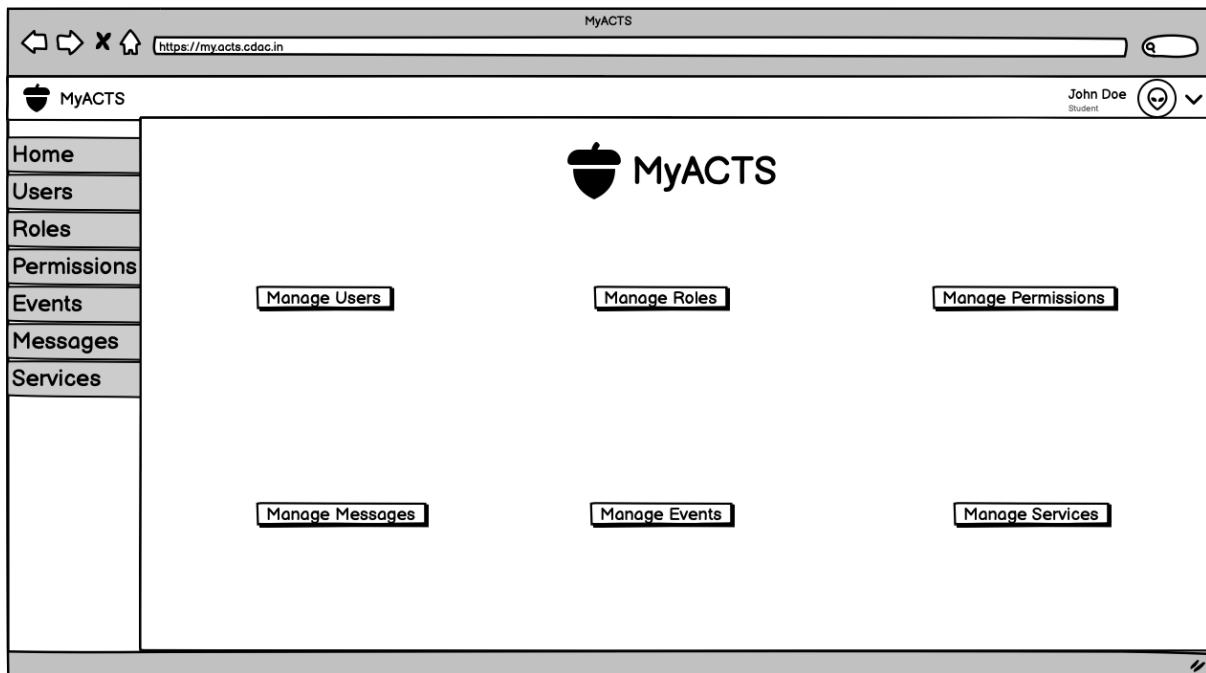 MyACTS
https://my.acts.cdac.in
MyACTS
John Doe
Student
Home
Users
Roles
Permissions
Events
Messages
Services
MyACTS
Manage Users
Manage Roles
Manage Permissions
Manage Messages
Manage Events
Manage Services